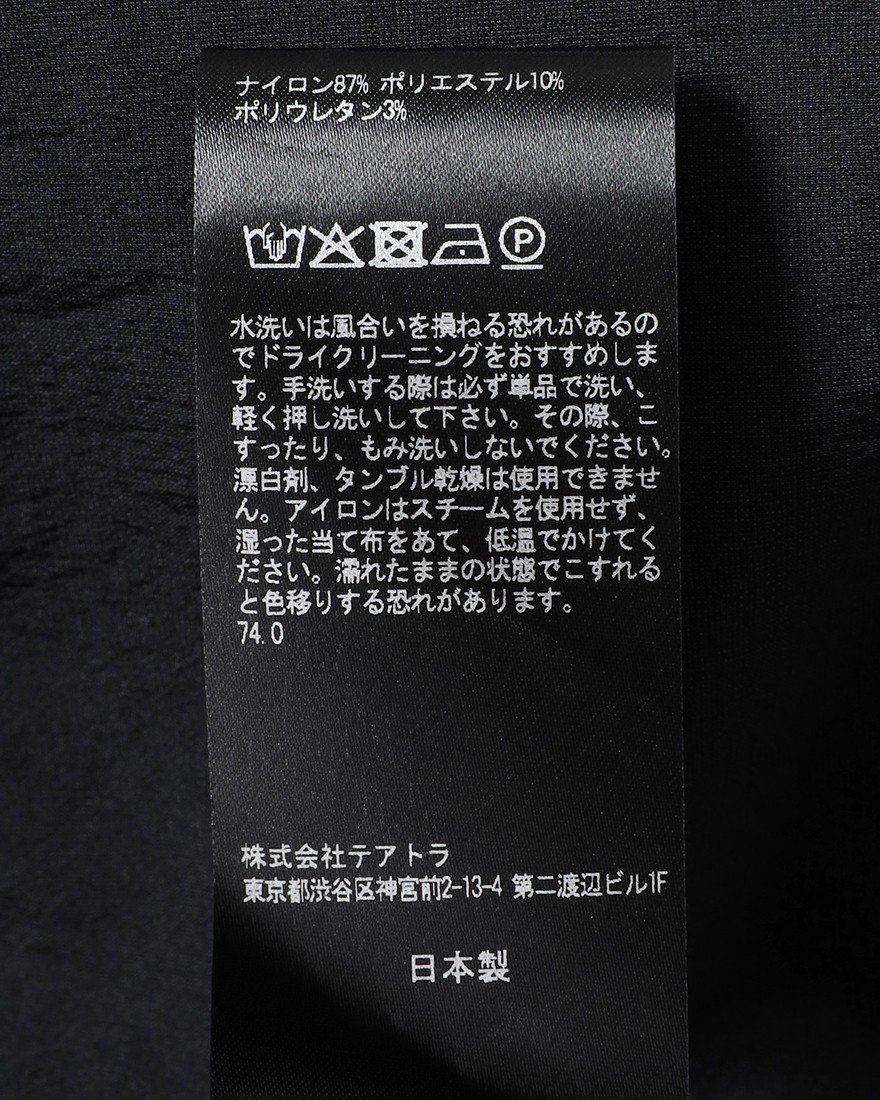 ナイロン87% ポリエステル10%
ポリウレタン3%
P
水洗いは風合いを損ねる恐れがあるの
でドライクリーニングをおすすめしま
す。手洗いする際は必ず単品で洗い、
軽く押し洗いして下さい。その際、こ
すったり、もみ洗いしないでください。
漂白剤、タンブル乾燥は使用できませ
ん。アイロンはスチームを使用せず、
湿った当て布をあて、低温でかけてく
ださい。濡れたままの状態でこすれる
と色移りする恐れがあります。
74.0
株式会社テアトラ
東京都渋谷区神宮前2-13-4 第二渡辺ビル1F
日本製